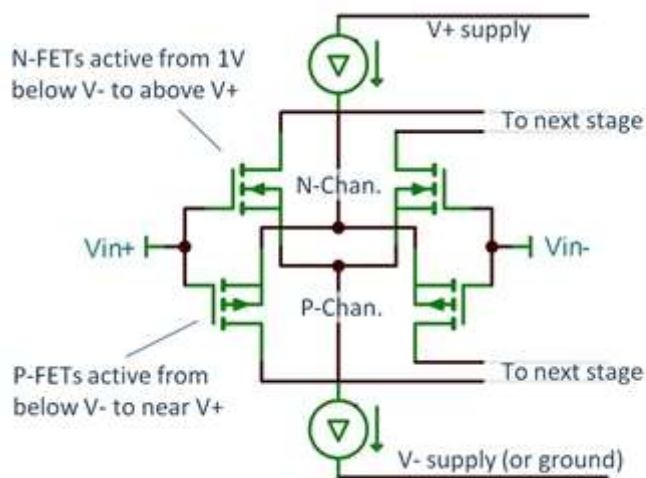 V+ supply
N-FETs active from 1V
below V- to above V+
To next stage
N-Chan.
Vin+
Vin-
P-Chan.
P-FETs active from
below V- to near V+
To next stage
V- supply (or ground)